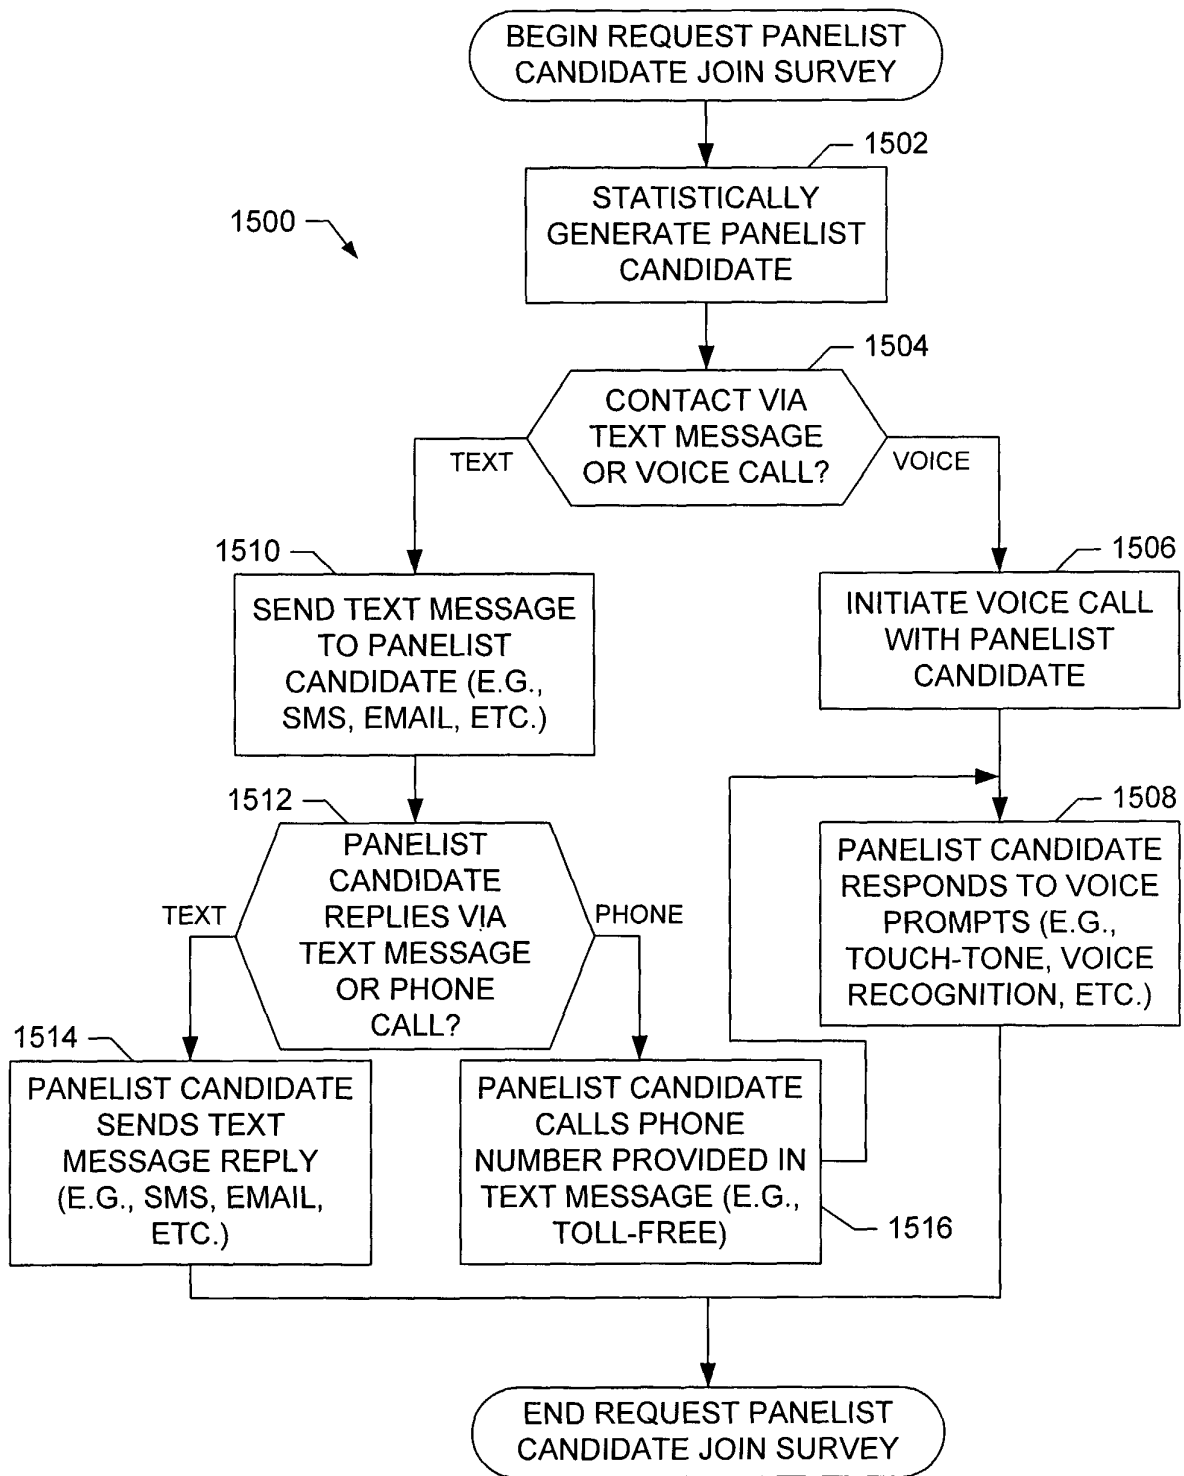 BEGIN REQUEST PANELIST
CANDIDATE JOIN SURVEY
1502
STATISTICALLY
GENERATE PANELIST
CANDIDATE
1500
1504
CONTACT VIA
TEXT MESSAGE
OR VOICE CALL?
TEXT
VOICE
1510
SEND TEXT MESSAGE
TO PANELIST
CANDIDATE (E.G.,
SMS, EMAIL, ETC.)
1506
INITIATE VOICE CALL
WITH PANELIST
CANDIDATE
1512
PANELIST
CANDIDATE
REPLIES VIA
TEXT MESSAGE
OR PHONE
CALL?
TEXT
PHONE
1508
PANELIST CANDIDATE
RESPONDS TO VOICE
PROMPTS (E.G.,
TOUCH-TONE, VOICE
RECOGNITION, ETC.)
1514
PANELIST CANDIDATE
SENDS TEXT
MESSAGE REPLY
(E.G., SMS, EMAIL,
ETC.)
PANELIST CANDIDATE
CALLS PHONE
NUMBER PROVIDED IN
TEXT MESSAGE (E.G.,
TOLL-FREE)
1516
END REQUEST PANELIST
CANDIDATE JOIN SURVEY